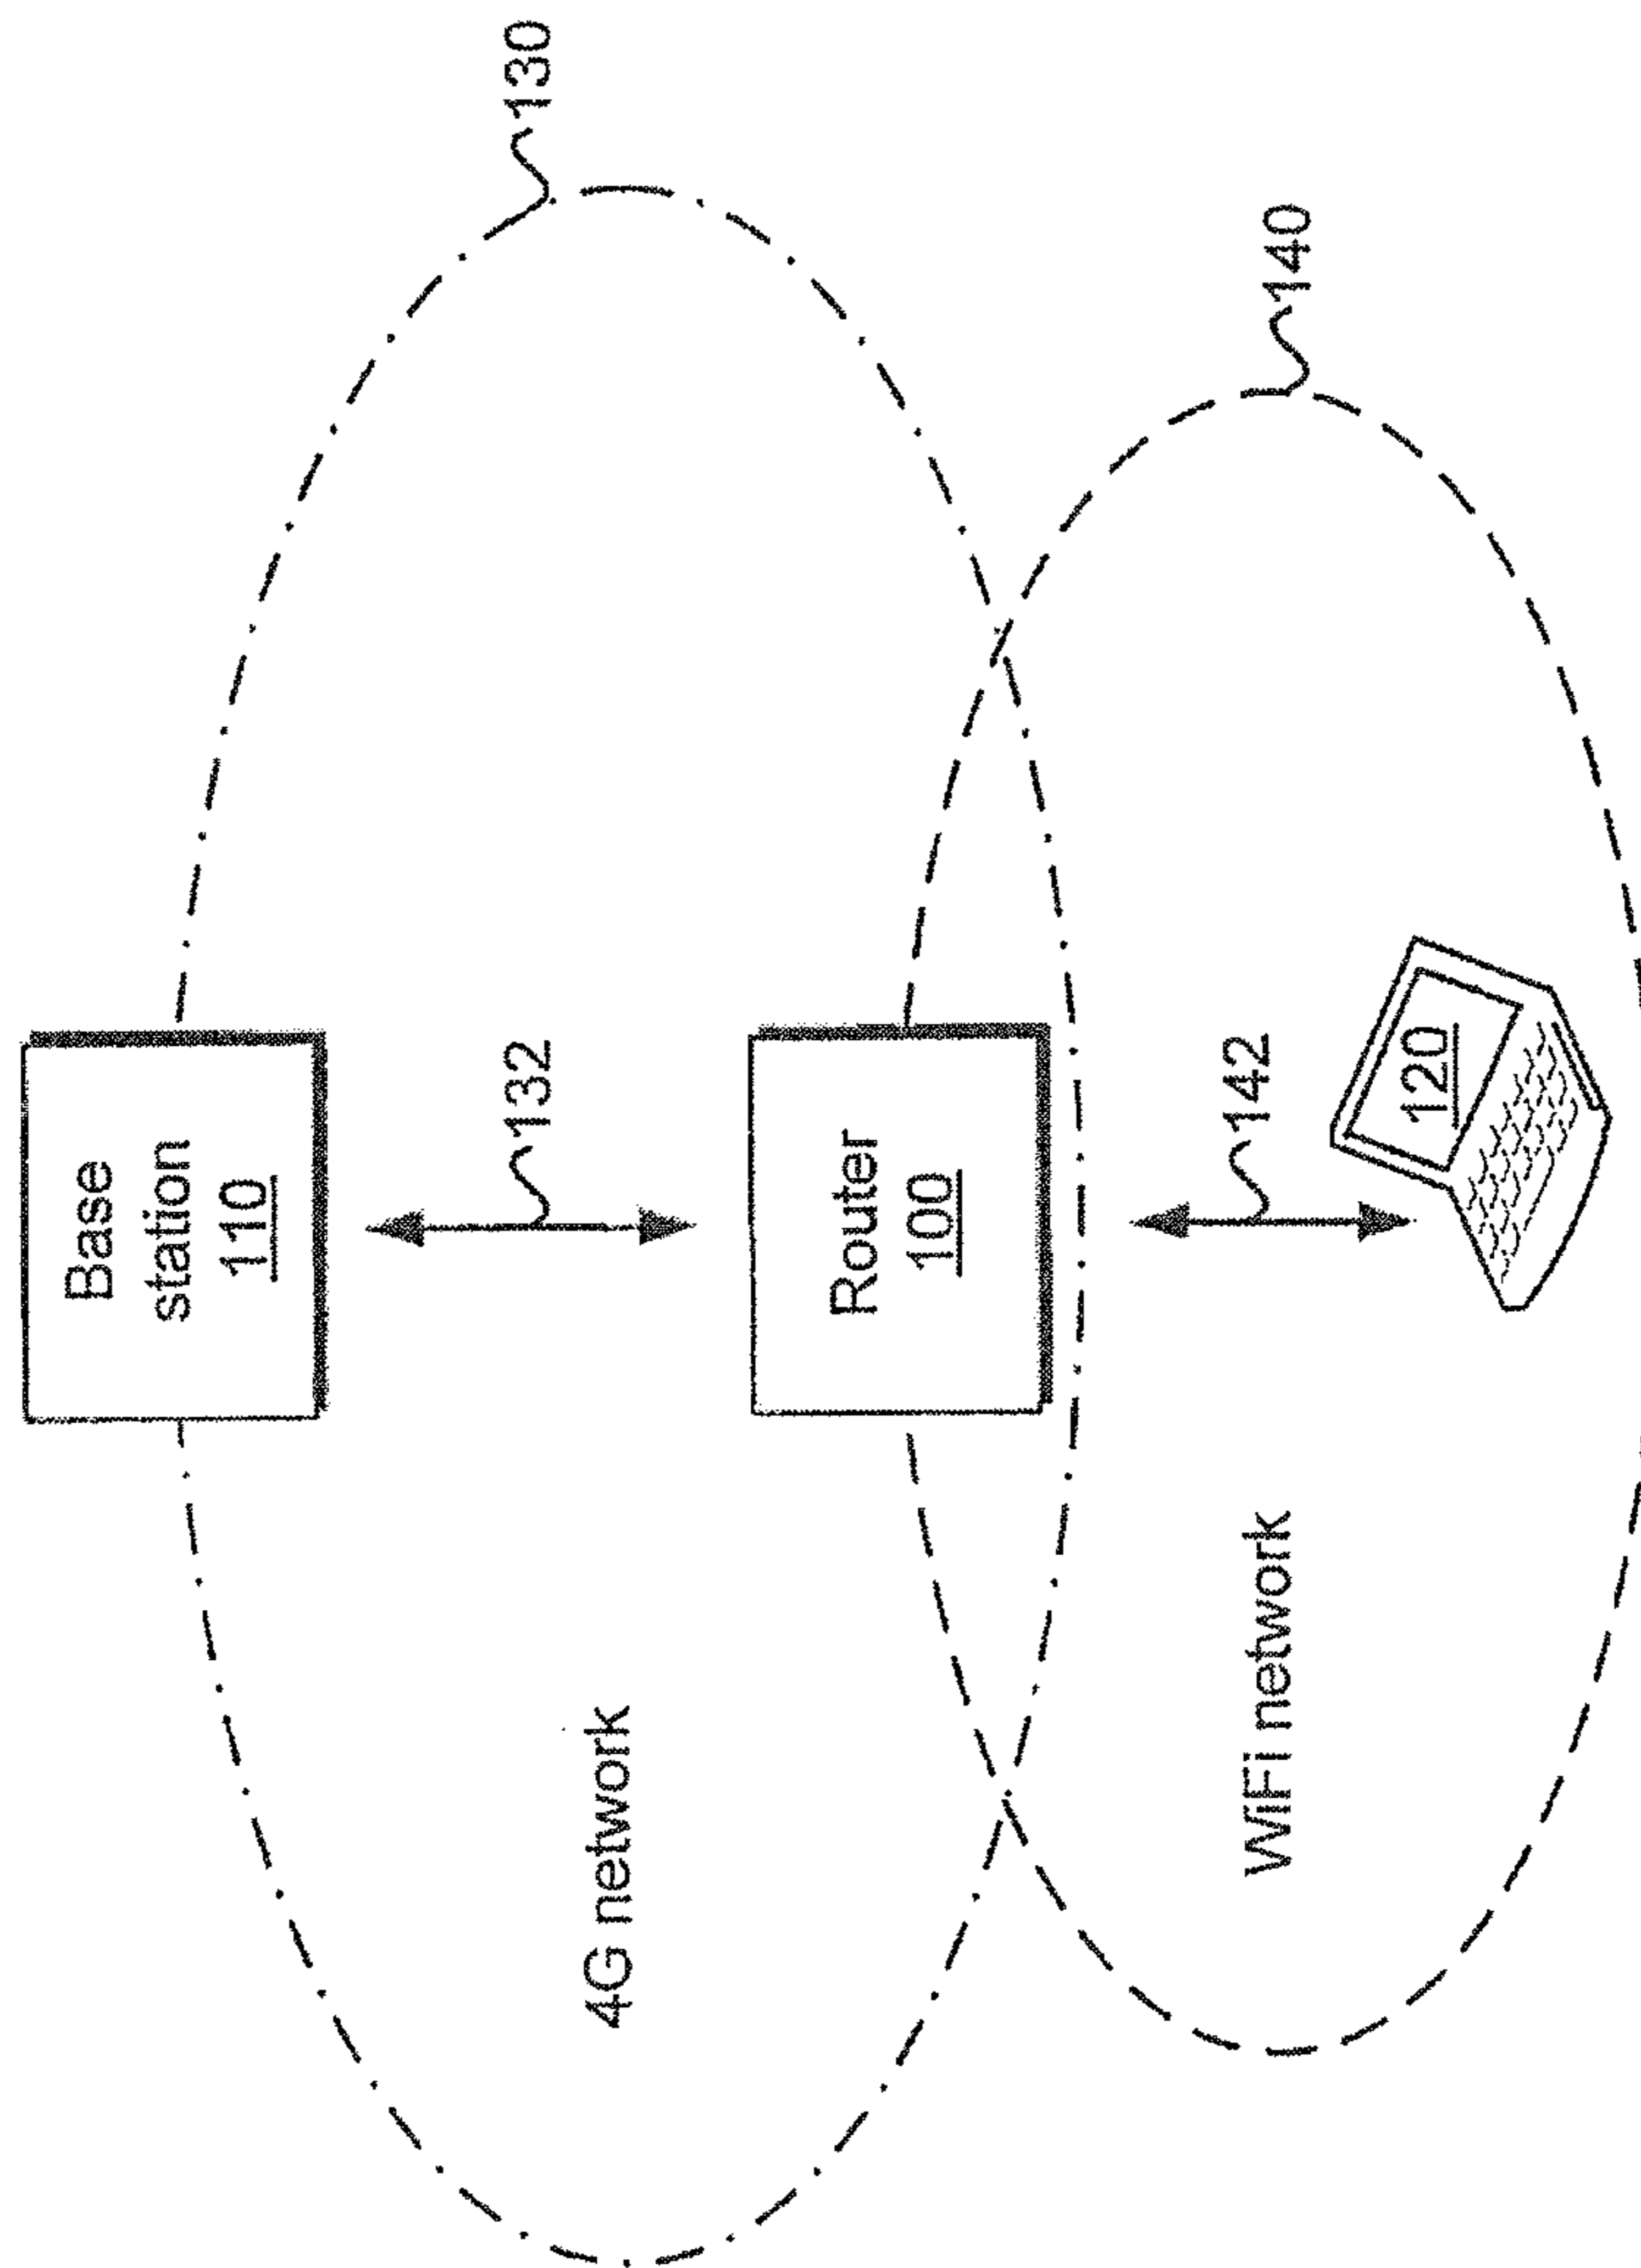 Base
station
110
130
132
4G network
Router
100
140
142
WiFi network
120